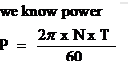 we know power
P = 2π x N x T / 60